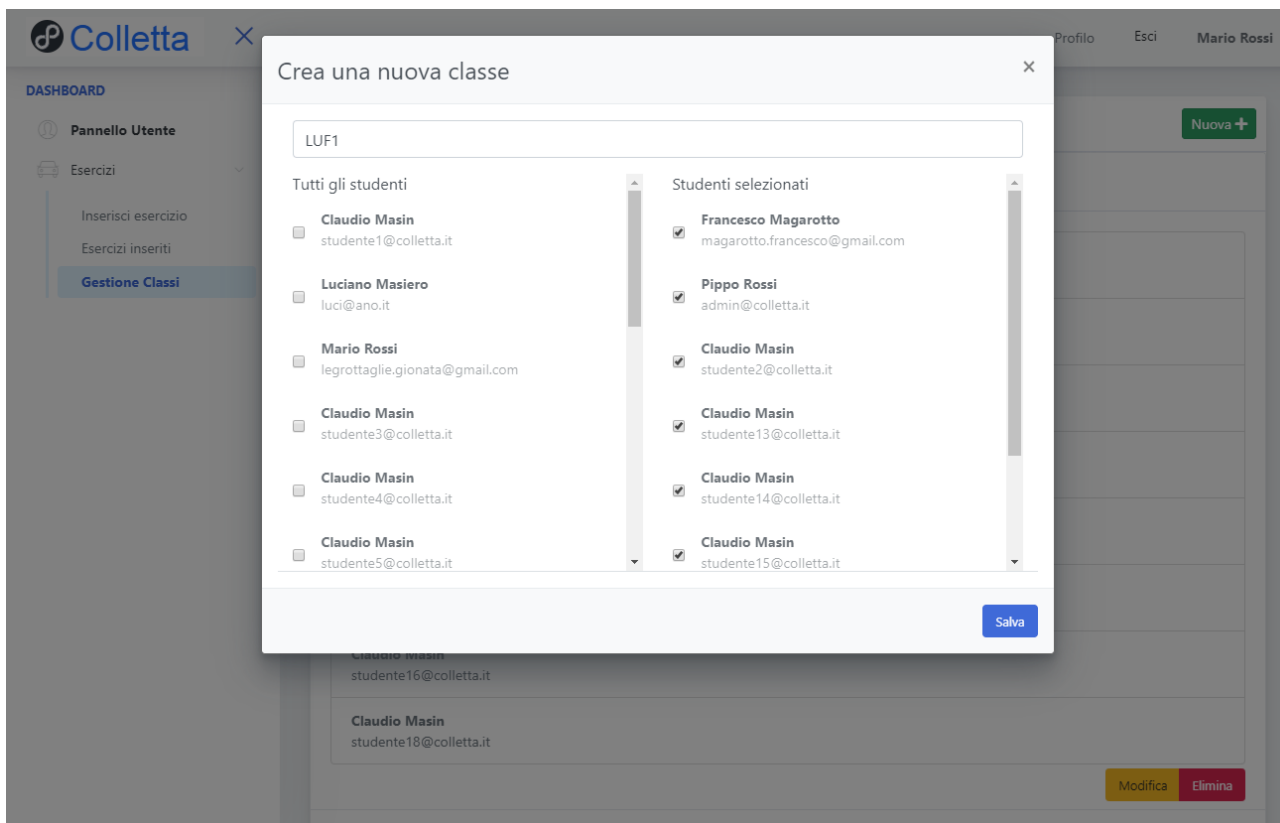 Colletta
Profilo
Esci
Mario Rossi
DASHBOARD
Pannello Utente
Esercizi
Inserisci esercizio
Esercizi inseriti
Gestione Classi
Nuova
Crea una nuova classe
×
LUF1
Tutti gli studenti
Claudio Masin
studente1@colletta.it
Luciano Masiero
luci@ano.it
Mario Rossi
legrottaglie.gionata@gmail.com
Claudio Masin
studente3@colletta.it
Claudio Masin
studente4@colletta.it
Claudio Masin
studente5@colletta.it
Studenti selezionati
Francesco Magarotto
magarotto.francesco@gmail.com
Pippo Rossi
admin@colletta.it
Claudio Masin
studente2@colletta.it
Claudio Masin
studente13@colletta.it
Claudio Masin
studente14@colletta.it
Claudio Masin
studente15@colletta.it
Salva
Claudio Masin
studente16@colletta.it
Claudio Masin
studente18@colletta.it
Modifica
Elimina